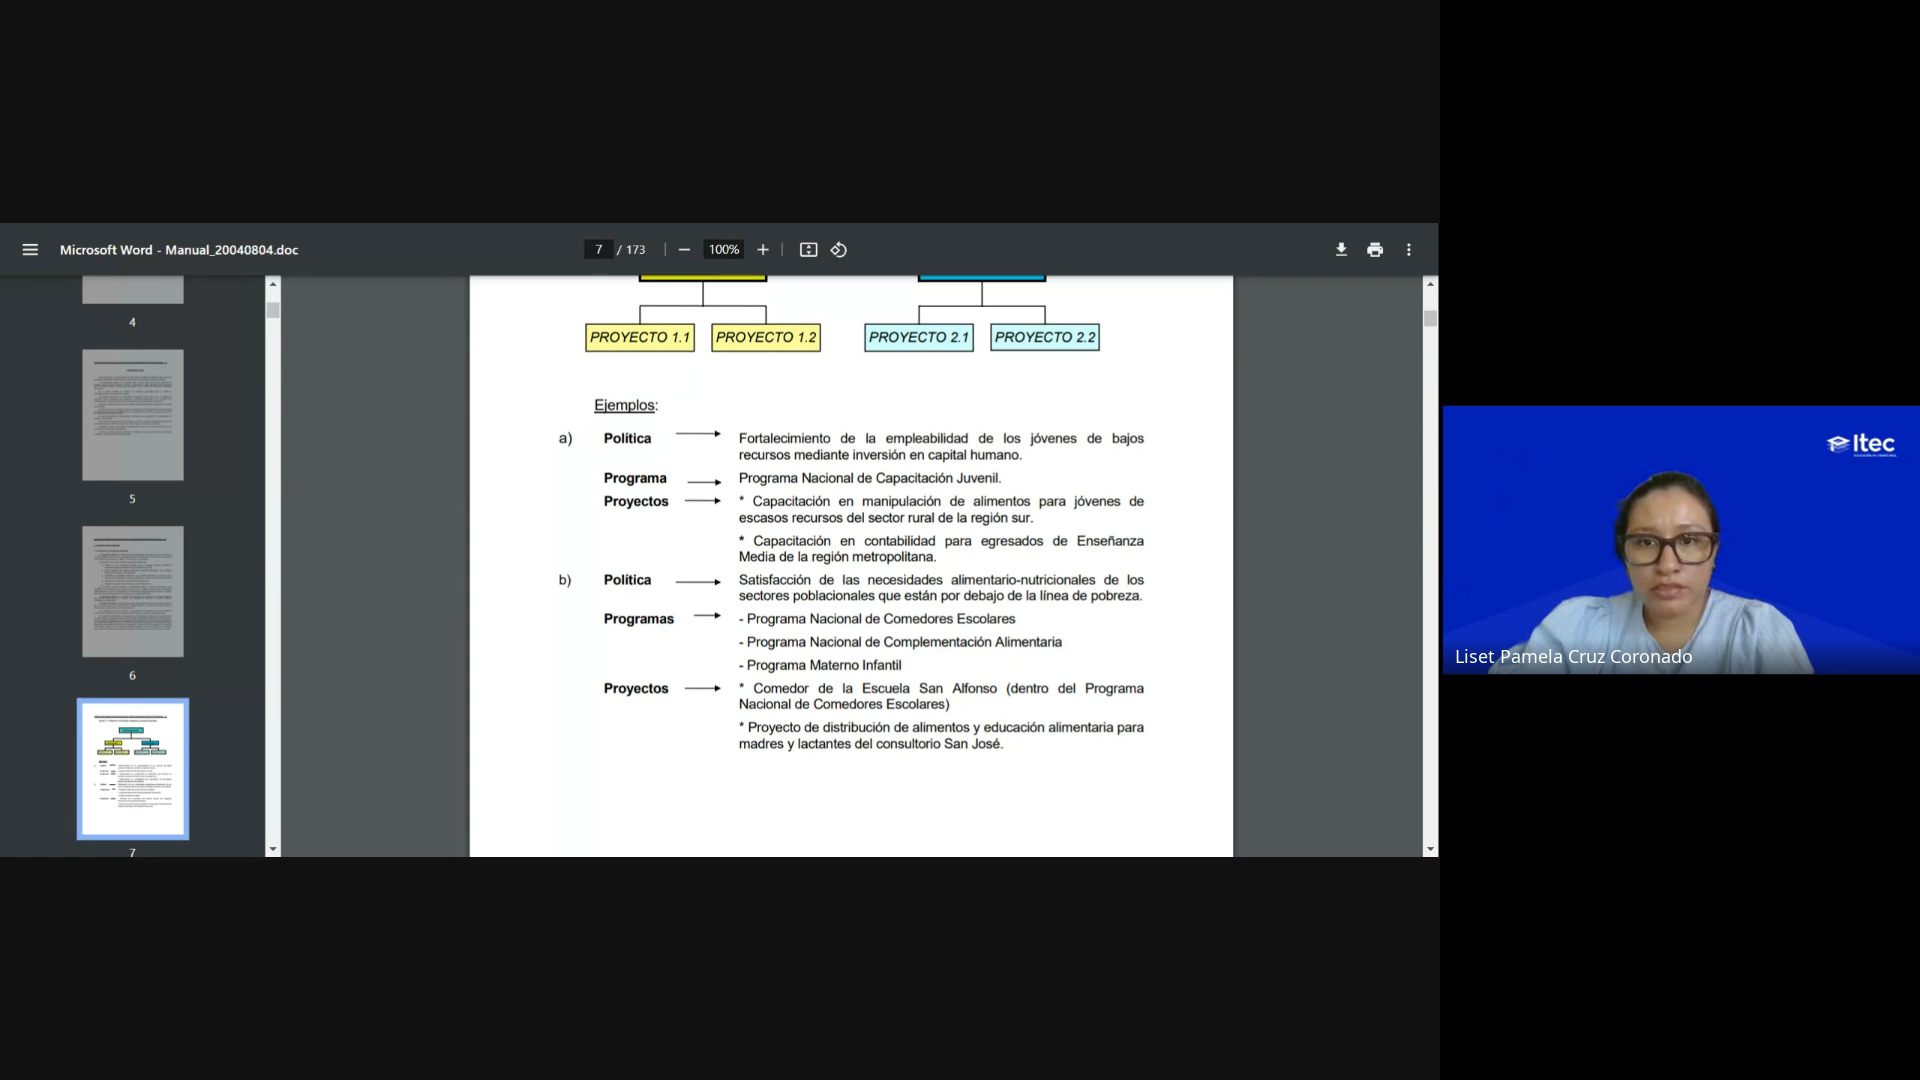 Microsoft Word - Manual_20040804.doc
7 / 173
100%
4
5
6
7
PROYECTO 1.1
PROYECTO 1.2
PROYECTO 2.1
PROYECTO 2.2
Ejemplos:
a) Política Fortalecimiento de la empleabilidad de los jóvenes de bajos
recursos mediante inversión en capital humano.
Programa Programa Nacional de Capacitación Juvenil.
Proyectos * Capacitación en manipulación de alimentos para jóvenes de
escasos recursos del sector rural de la región sur.
* Capacitación en contabilidad para egresados de Enseñanza
Media de la región metropolitana.
b) Política Satisfacción de las necesidades alimentario-nutricionales de los
sectores poblacionales que están por debajo de la línea de pobreza.
Programas - Programa Nacional de Comedores Escolares
- Programa Nacional de Complementación Alimentaria
- Programa Materno Infantil
Proyectos * Comedor de la Escuela San Alfonso (dentro del Programa
Nacional de Comedores Escolares)
* Proyecto de distribución de alimentos y educación alimentaria para
madres y lactantes del consultorio San José.
Itec
Liset Pamela Cruz Coronado